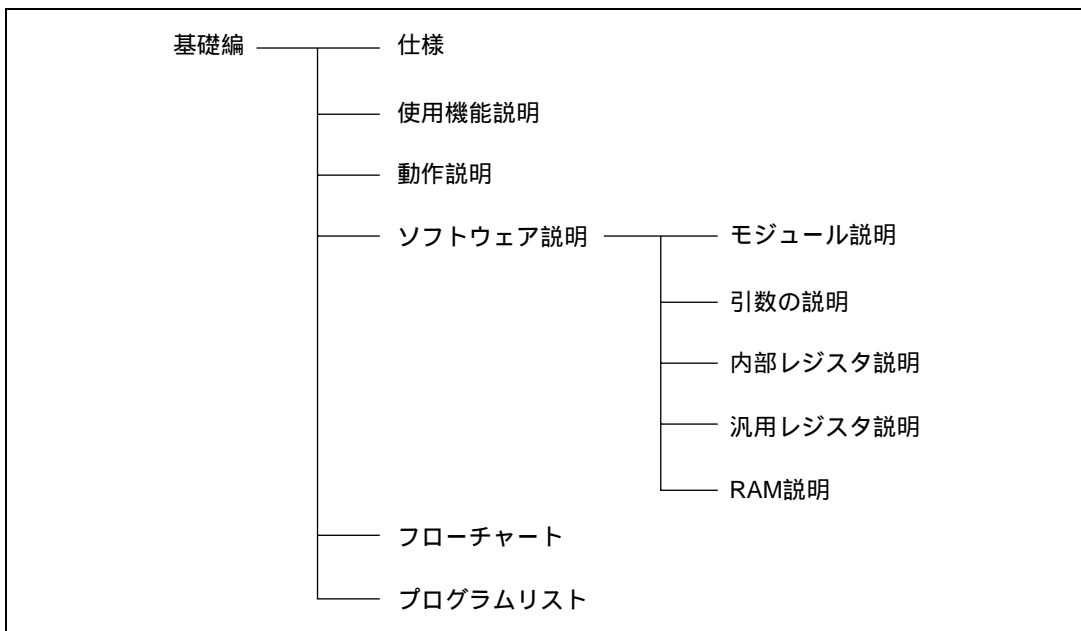 基礎編
仕様
使用機能説明
動作説明
ソフトウェア説明
モジュール説明
引数の説明
内部レジスタ説明
汎用レジスタ説明
RAM説明
フローチャート
プログラムリスト